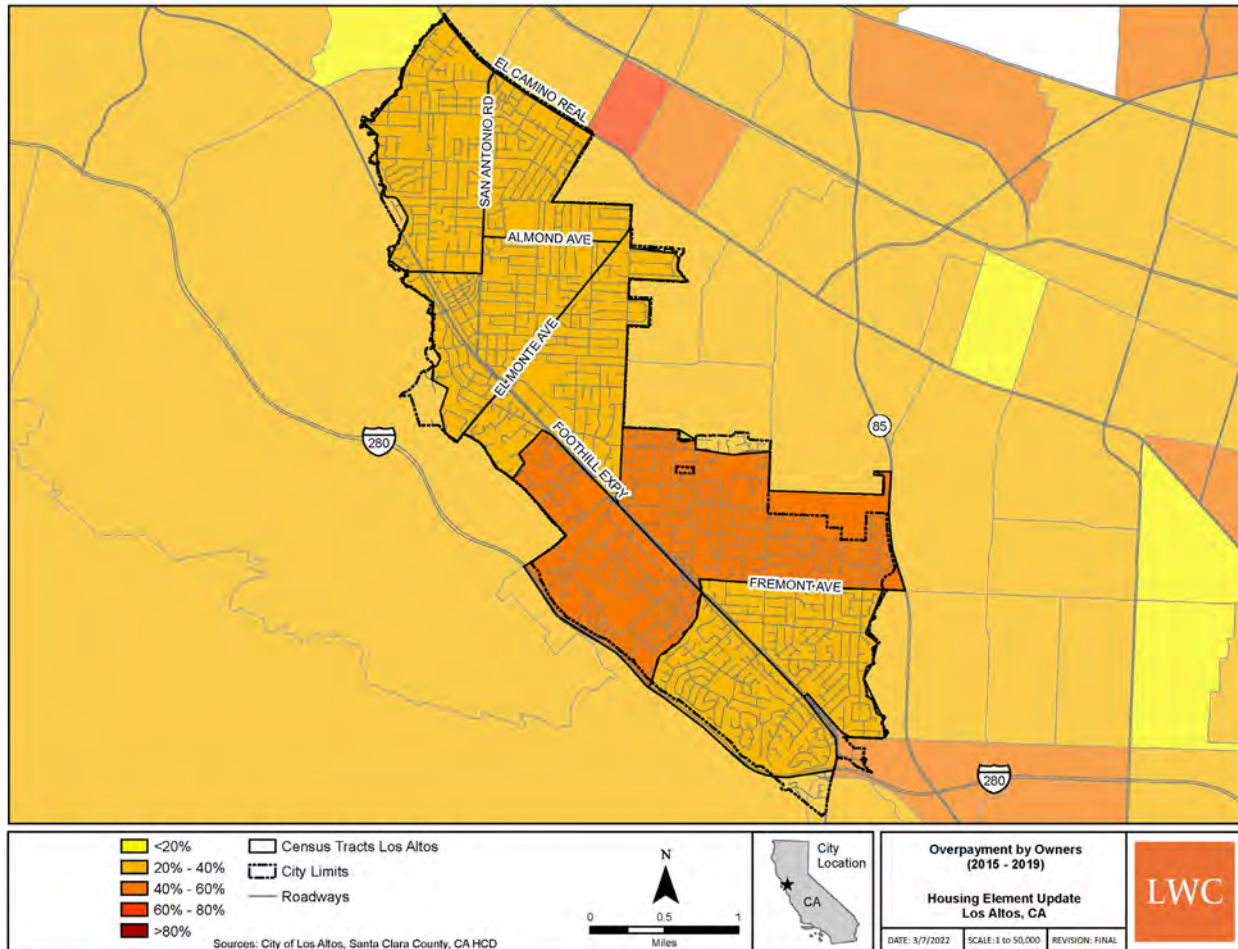 EL CAMINO REAL
SAN ANTONIO RD
ALMOND AVE
EL MONTE AVE
FOOTHILL EXPY
280
85
FREMONT AVE
280
<20%
20% - 40%
40% - 60%
60% - 80%
>80%
Census Tracts Los Altos
City Limits
Roadways
Sources: City of Los Altos, Santa Clara County, CA HCD
N
0 0.5 1
Miles
City
Location
CA
Overpayment by Owners
(2015 - 2019)
Housing Element Update
Los Altos, CA
DATE: 3/7/2022
SCALE:1 to 50,000
REVISION: FINAL
LWC